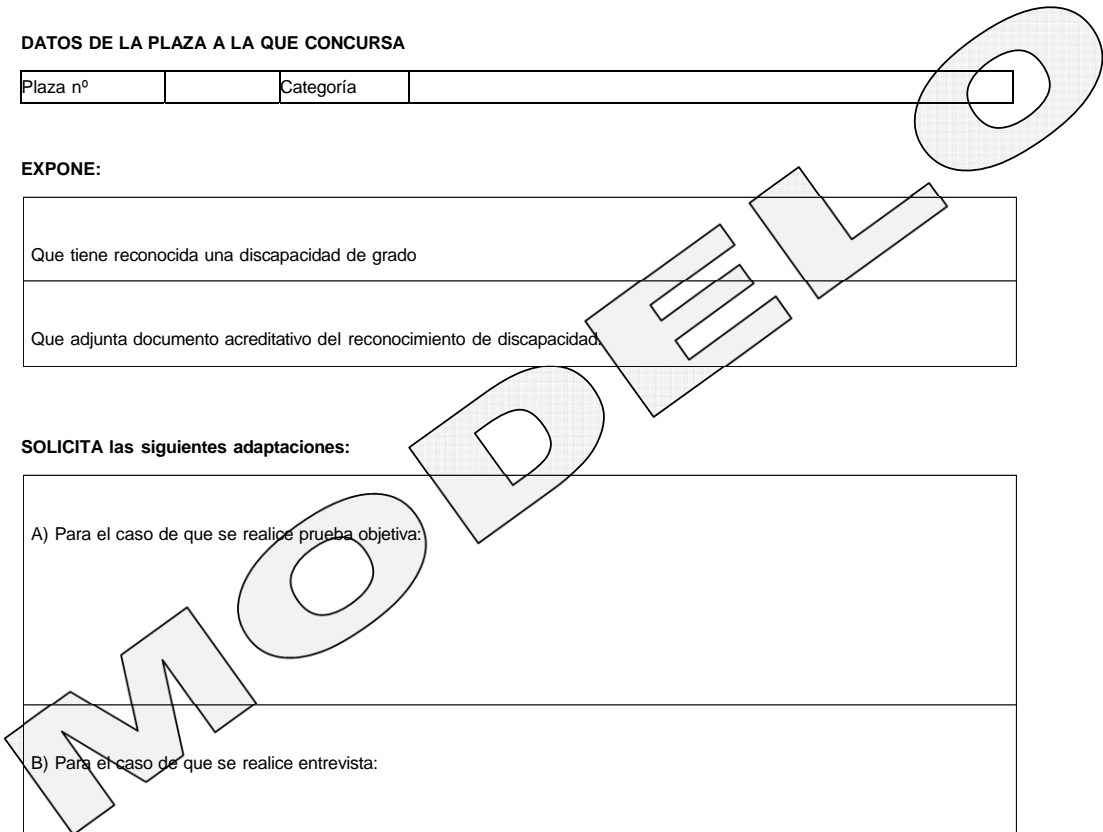 DATOS DE LA PLAZA A LA QUE CONCURSA
Plaza nº Categoría
EXPONE:
Que tiene reconocida una discapacidad de grado
Que adjunta documento acreditativo del reconocimiento de discapacidad.
SOLICITA las siguientes adaptaciones:
A) Para el caso de que se realice prueba objetiva:
B) Para el caso de que se realice entrevista:
MODELO